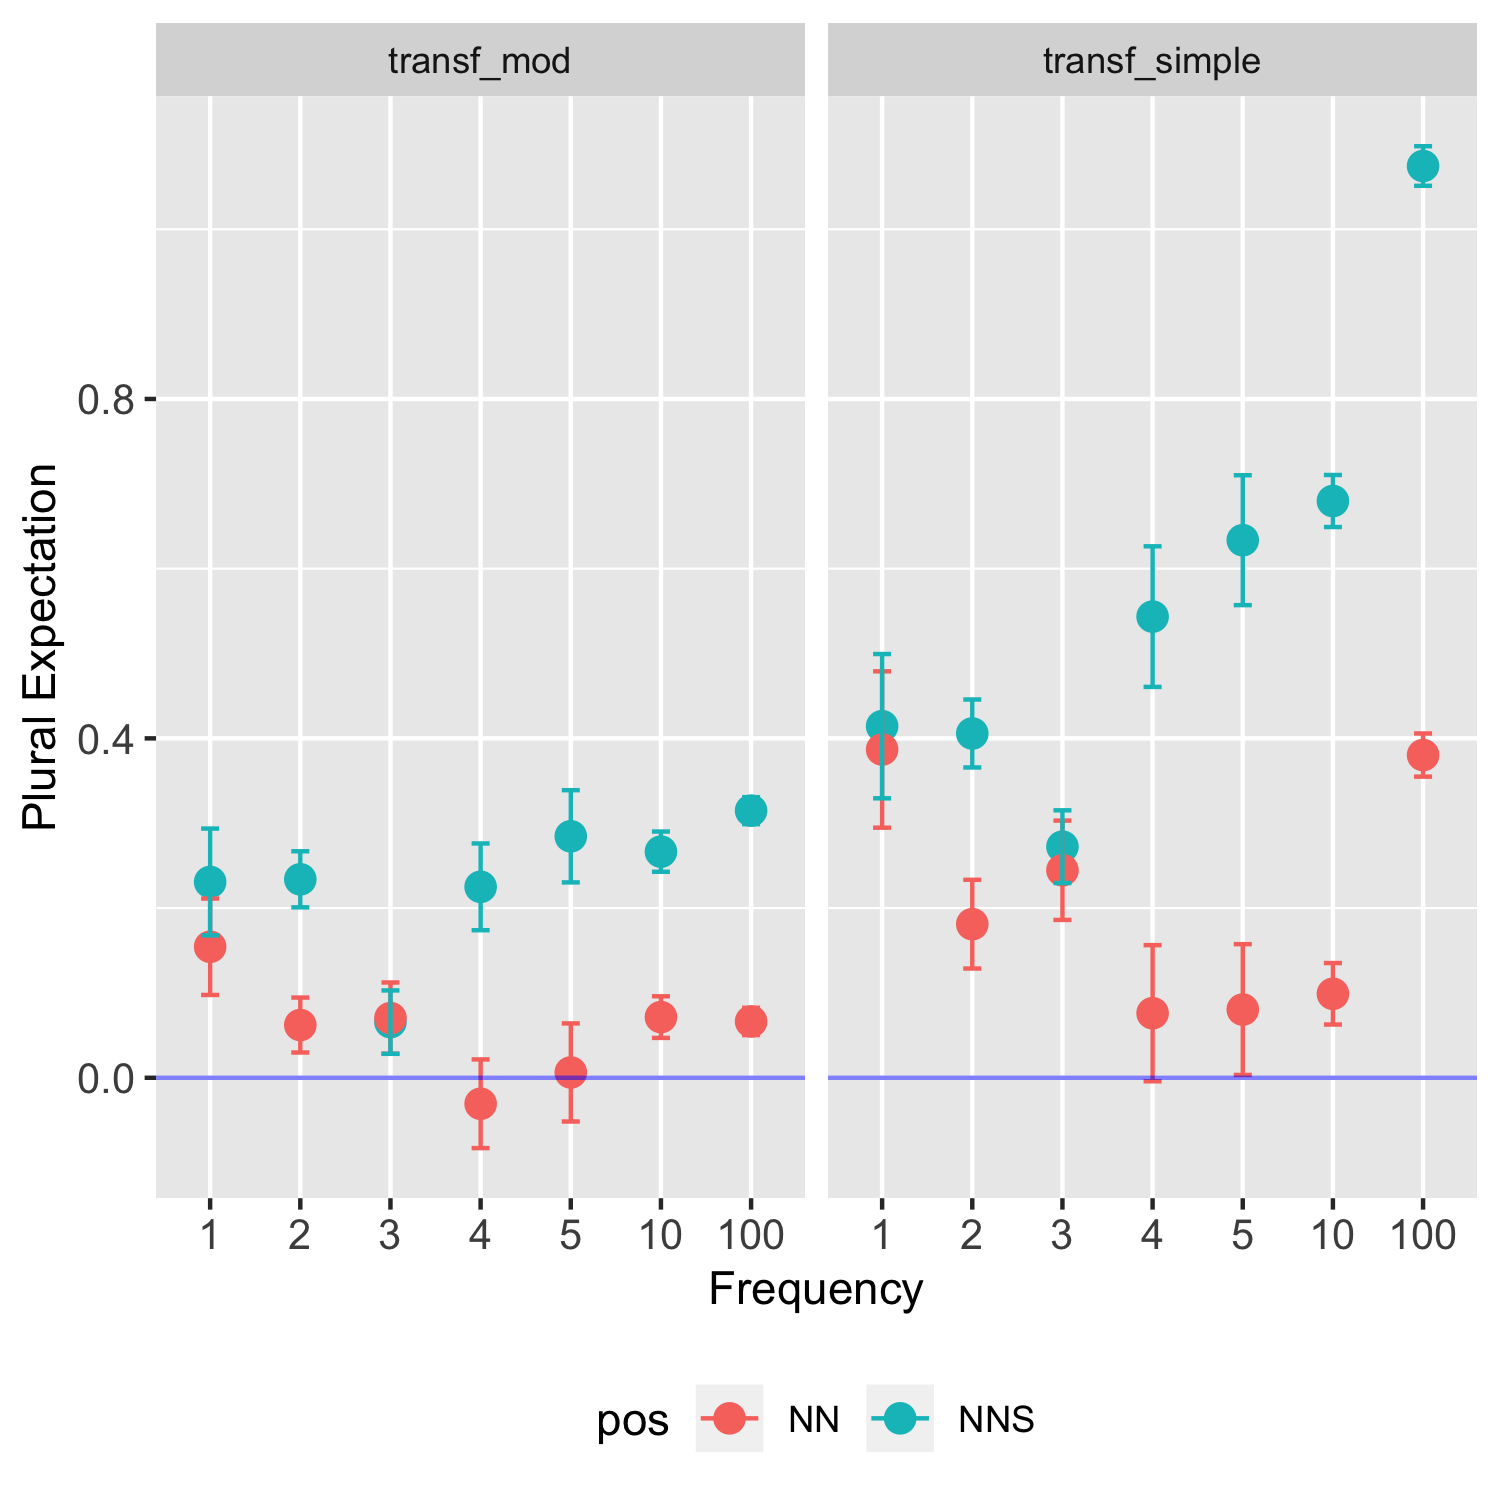 transf_mod transf_simple
Plural Expectation
0.8
0.4
0.0
1 2 3 4 5 10 100 1 2 3 4 5 10 100
Frequency
pos NN NNS